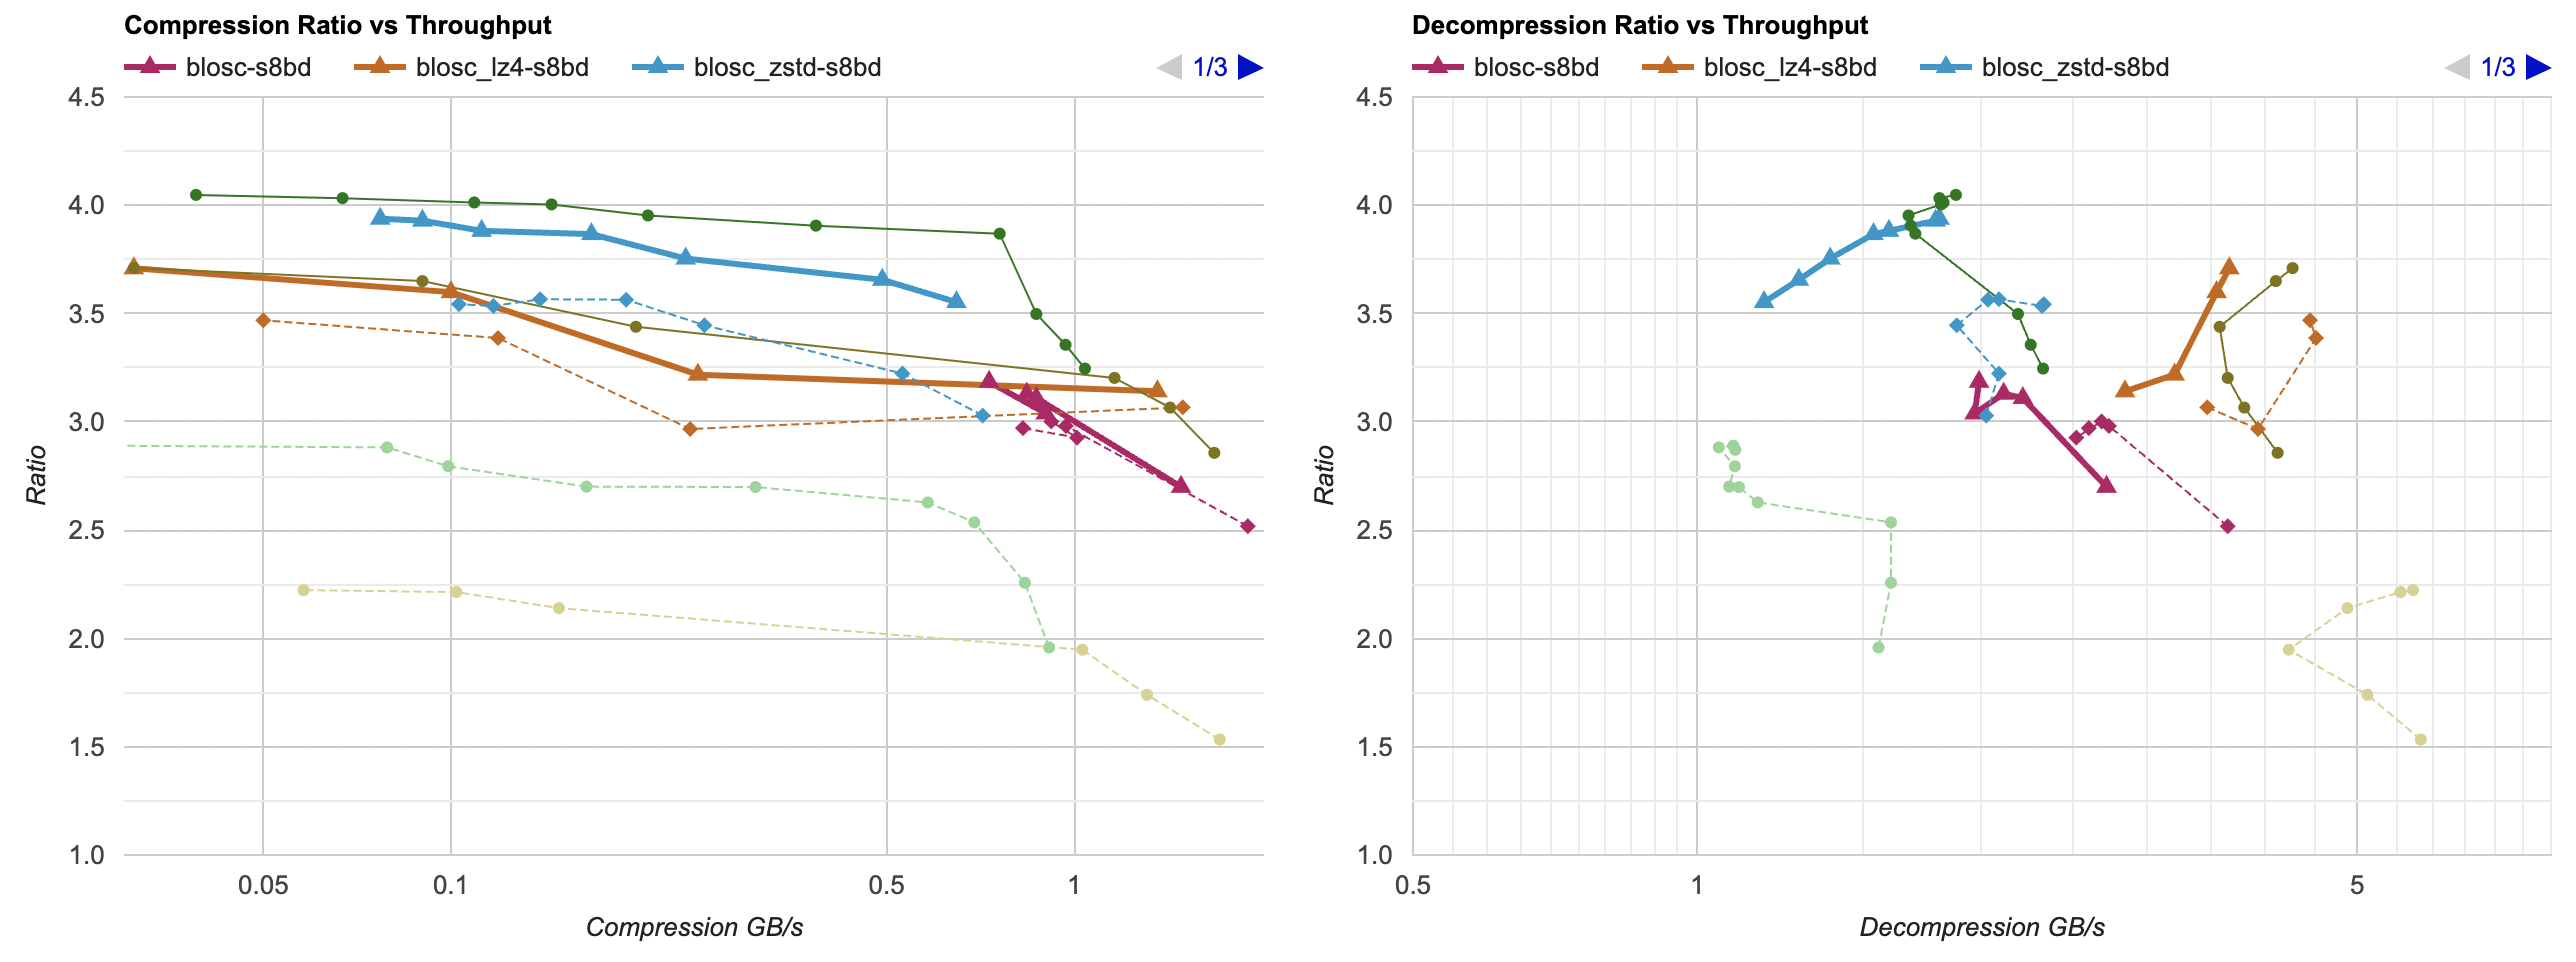 Compression Ratio vs Throughput
blosc-s8bd blosc_lz4-s8bd blosc_zstd-s8bd 1/3
4.5
4.0
3.5
3.0
2.5
2.0
1.5
1.0
Ratio
0.05 0.1 0.5 1
Compression GB/s
Decompression Ratio vs Throughput
blosc-s8bd blosc_lz4-s8bd blosc_zstd-s8bd 1/3
4.5
4.0
3.5
3.0
2.5
2.0
1.5
1.0
Ratio
0.5 1 5
Decompression GB/s